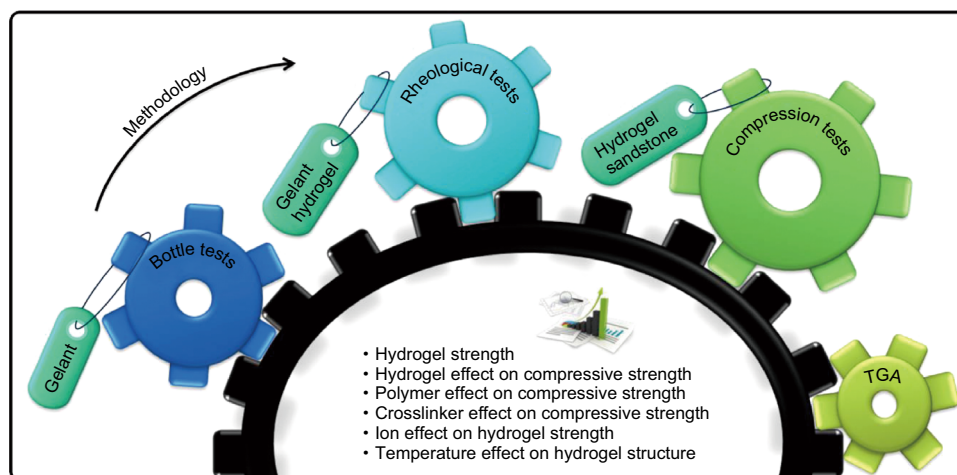 Methodology
Gelant
Bottle tests
Gelant
hydrogel
Rheological tests
Hydrogel
sandstone
Compression tests
TGA
• Hydrogel strength
• Hydrogel effect on compressive strength
• Polymer effect on compressive strength
• Crosslinker effect on compressive strength
• Ion effect on hydrogel strength
• Temperature effect on hydrogel structure